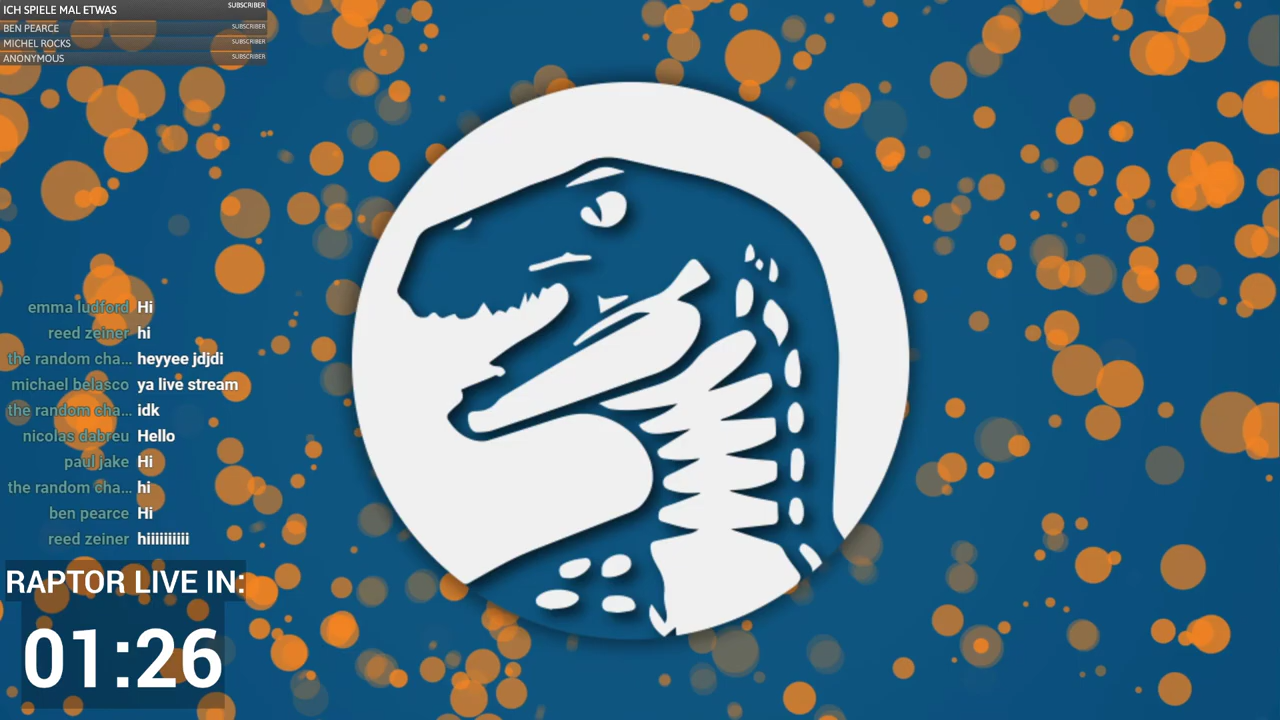 ICH SPIELE MAL ETWAS SUBSCRIBER
BEN PEARCE SUBSCRIBER
MICHEL ROCKS SUBSCRIBER
ANONYMOUS SUBSCRIBER
emma ludford Hi
reed zeiner hi
the random cha... heyyee jdjdi
michael belasco ya live stream
the random cha... idk
nicolas dabreu Hello
paul jake Hi
the random cha... hi
ben pearce Hi
reed zeiner hiiiiiiiiii
RAPTOR LIVE IN:
01:26